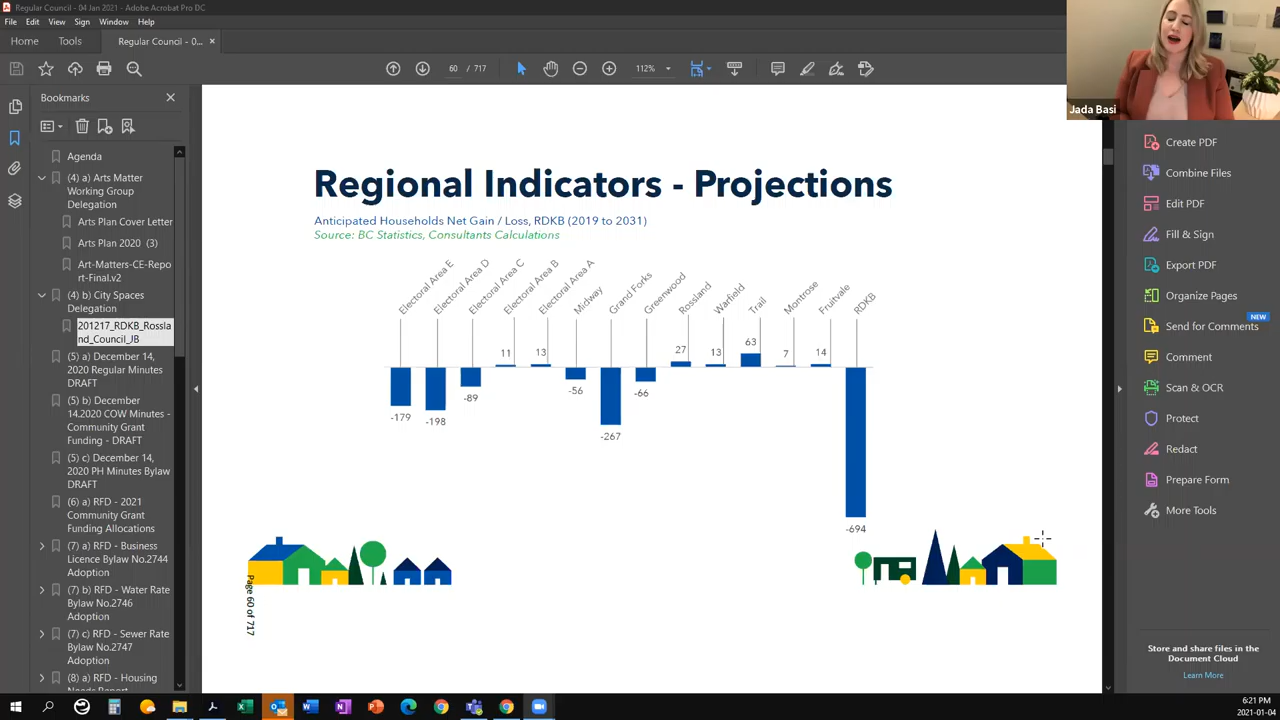 Regular Council - 04 Jan 2021 - Adobe Acrobat Pro DC
File Edit View Sign Window Help
Home Tools Regular Council - 0... ×
60 / 717 112%
Jada Basi
Bookmarks
Agenda
(4) a) Arts Matter
Working Group
Delegation
Arts Plan Cover Letter
Arts Plan 2020 (3)
Art-Matters-CE-Repo
rt-Final.v2
(4) b) City Spaces
Delegation
201217_RDKB_Rossla
nd_Council_JB
(5) a) December 14,
2020 Regular Minutes
DRAFT
(5) b) December
14.2020 COW Minutes -
Community Grant
Funding - DRAFT
(5) c) December 14,
2020 PH Minutes Bylaw
DRAFT
(6) a) RFD - 2021
Community Grant
Funding Allocations
(7) a) RFD - Business
Licence Bylaw No.2744
Adoption
(7) b) RFD - Water Rate
Bylaw No.2746
Adoption
(7) c) RFD - Sewer Rate
Bylaw No.2747
Adoption
(8) a) RFD - Housing
Needs Report
Regional Indicators - Projections
Anticipated Households Net Gain / Loss, RDKB (2019 to 2031)
Source: BC Statistics, Consultants Calculations
Electoral Area E
Electoral Area D
Electoral Area C
Electoral Area B
Electoral Area A
Midway
Grand Forks
Greenwood
Rossland
Warfield
Trail
Montrose
Fruitvale
RDKB
-179
-198
-89
11
13
-56
-267
-66
27
13
63
7
14
-694
Page 60 of 717
Create PDF
Combine Files
Edit PDF
Fill & Sign
Export PDF
Organize Pages
NEW
Send for Comments
Comment
Scan & OCR
Protect
Redact
Prepare Form
More Tools
Store and share files in the
Document Cloud
Learn More
6:21 PM
2021-01-04